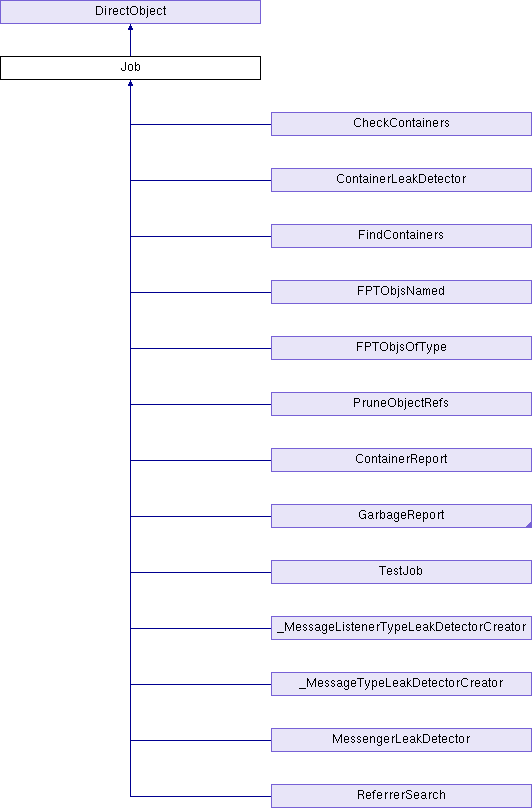 DirectObject
Job
CheckContainers
ContainerLeakDetector
FindContainers
FPTObjsNamed
FPTObjsOfType
PruneObjectRefs
ContainerReport
GarbageReport
TestJob
_MessageListenerTypeLeakDetectorCreator
_MessageTypeLeakDetectorCreator
MessengerLeakDetector
ReferrerSearch